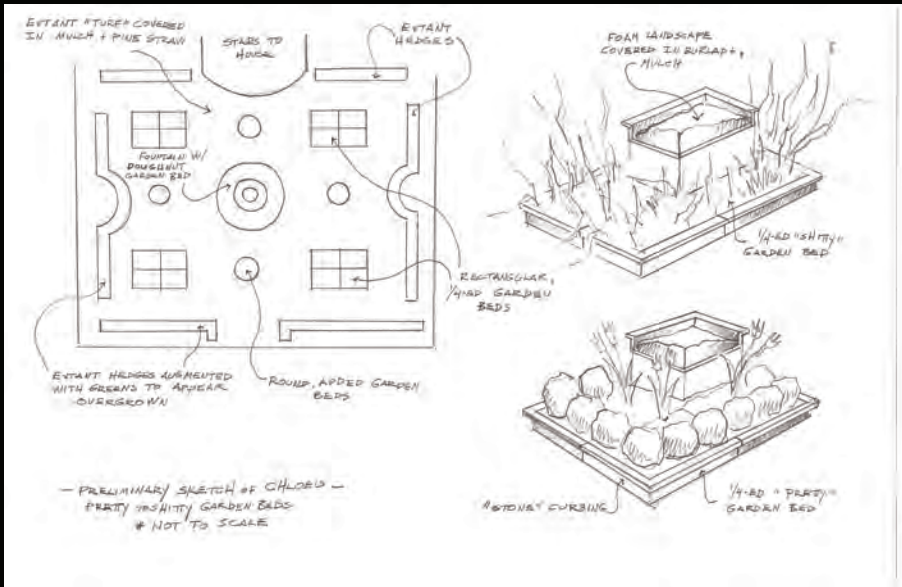 EXTANT "TURF" COVERED
IN MULCH + PINE STRAW
STAIRS TO
HOUSE
EXTANT
HEDGES
FOUNTAIN W/
DOUGHNUT
GARDEN BED
RECTANGULAR,
1/4-ED GARDEN
BEDS
EXTANT HEDGES AUGMENTED
WITH GREENS TO APPEAR
OVERGROWN
ROUND, ADDED GARDEN
BEDS
— PRELIMINARY SKETCH OF CHLOE'S —
PRETTY TO SHITTY GARDEN BEDS
* NOT TO SCALE
FOAM LANDSCAPE
COVERED IN BURLAP +
MULCH
1/4-ED "SHITTY"
GARDEN BED
"STONE" CURBING
1/4-ED "PRETTY"
GARDEN BED